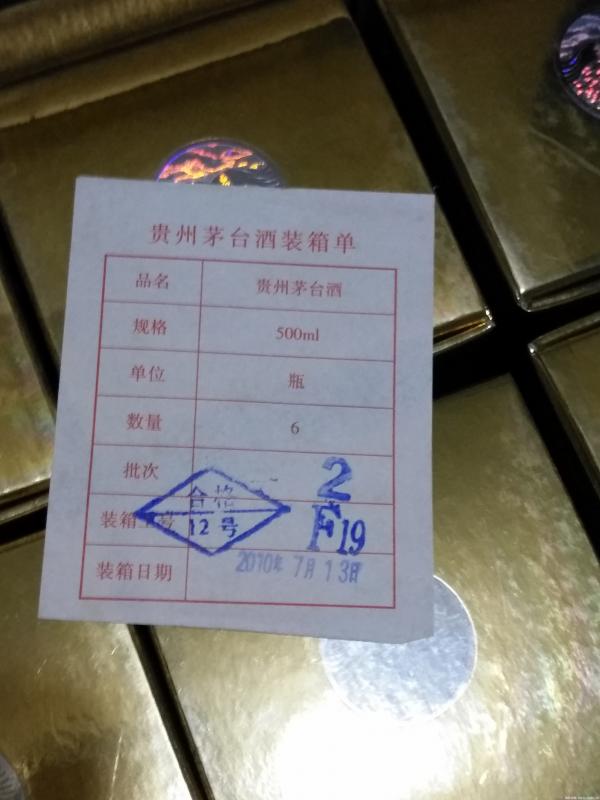 贵州茅台酒装箱单
品名 贵州茅台酒
规格 500ml
单位 瓶
数量 6
批次 2
装箱工号 F19
合格
12号
装箱日期 2010年 7月 13日